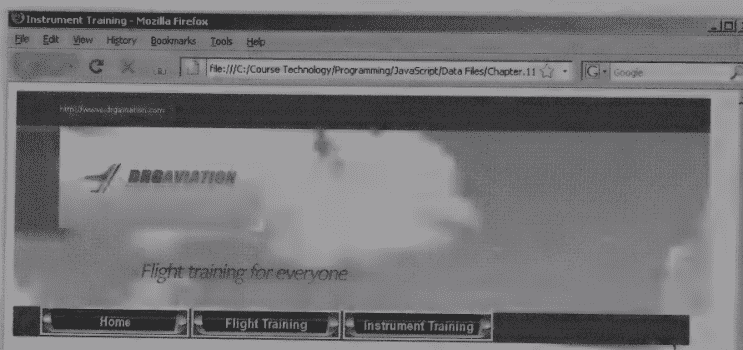 Instrument Training - Mozilla Firefox
File Edit View History Bookmarks Tools Help
file:///C:/Course Technology/Programming/JavaScript/Data Files/Chapter.11
G Google
DRGAVIATION
Flight training for everyone
Home Flight Training Instrument Training